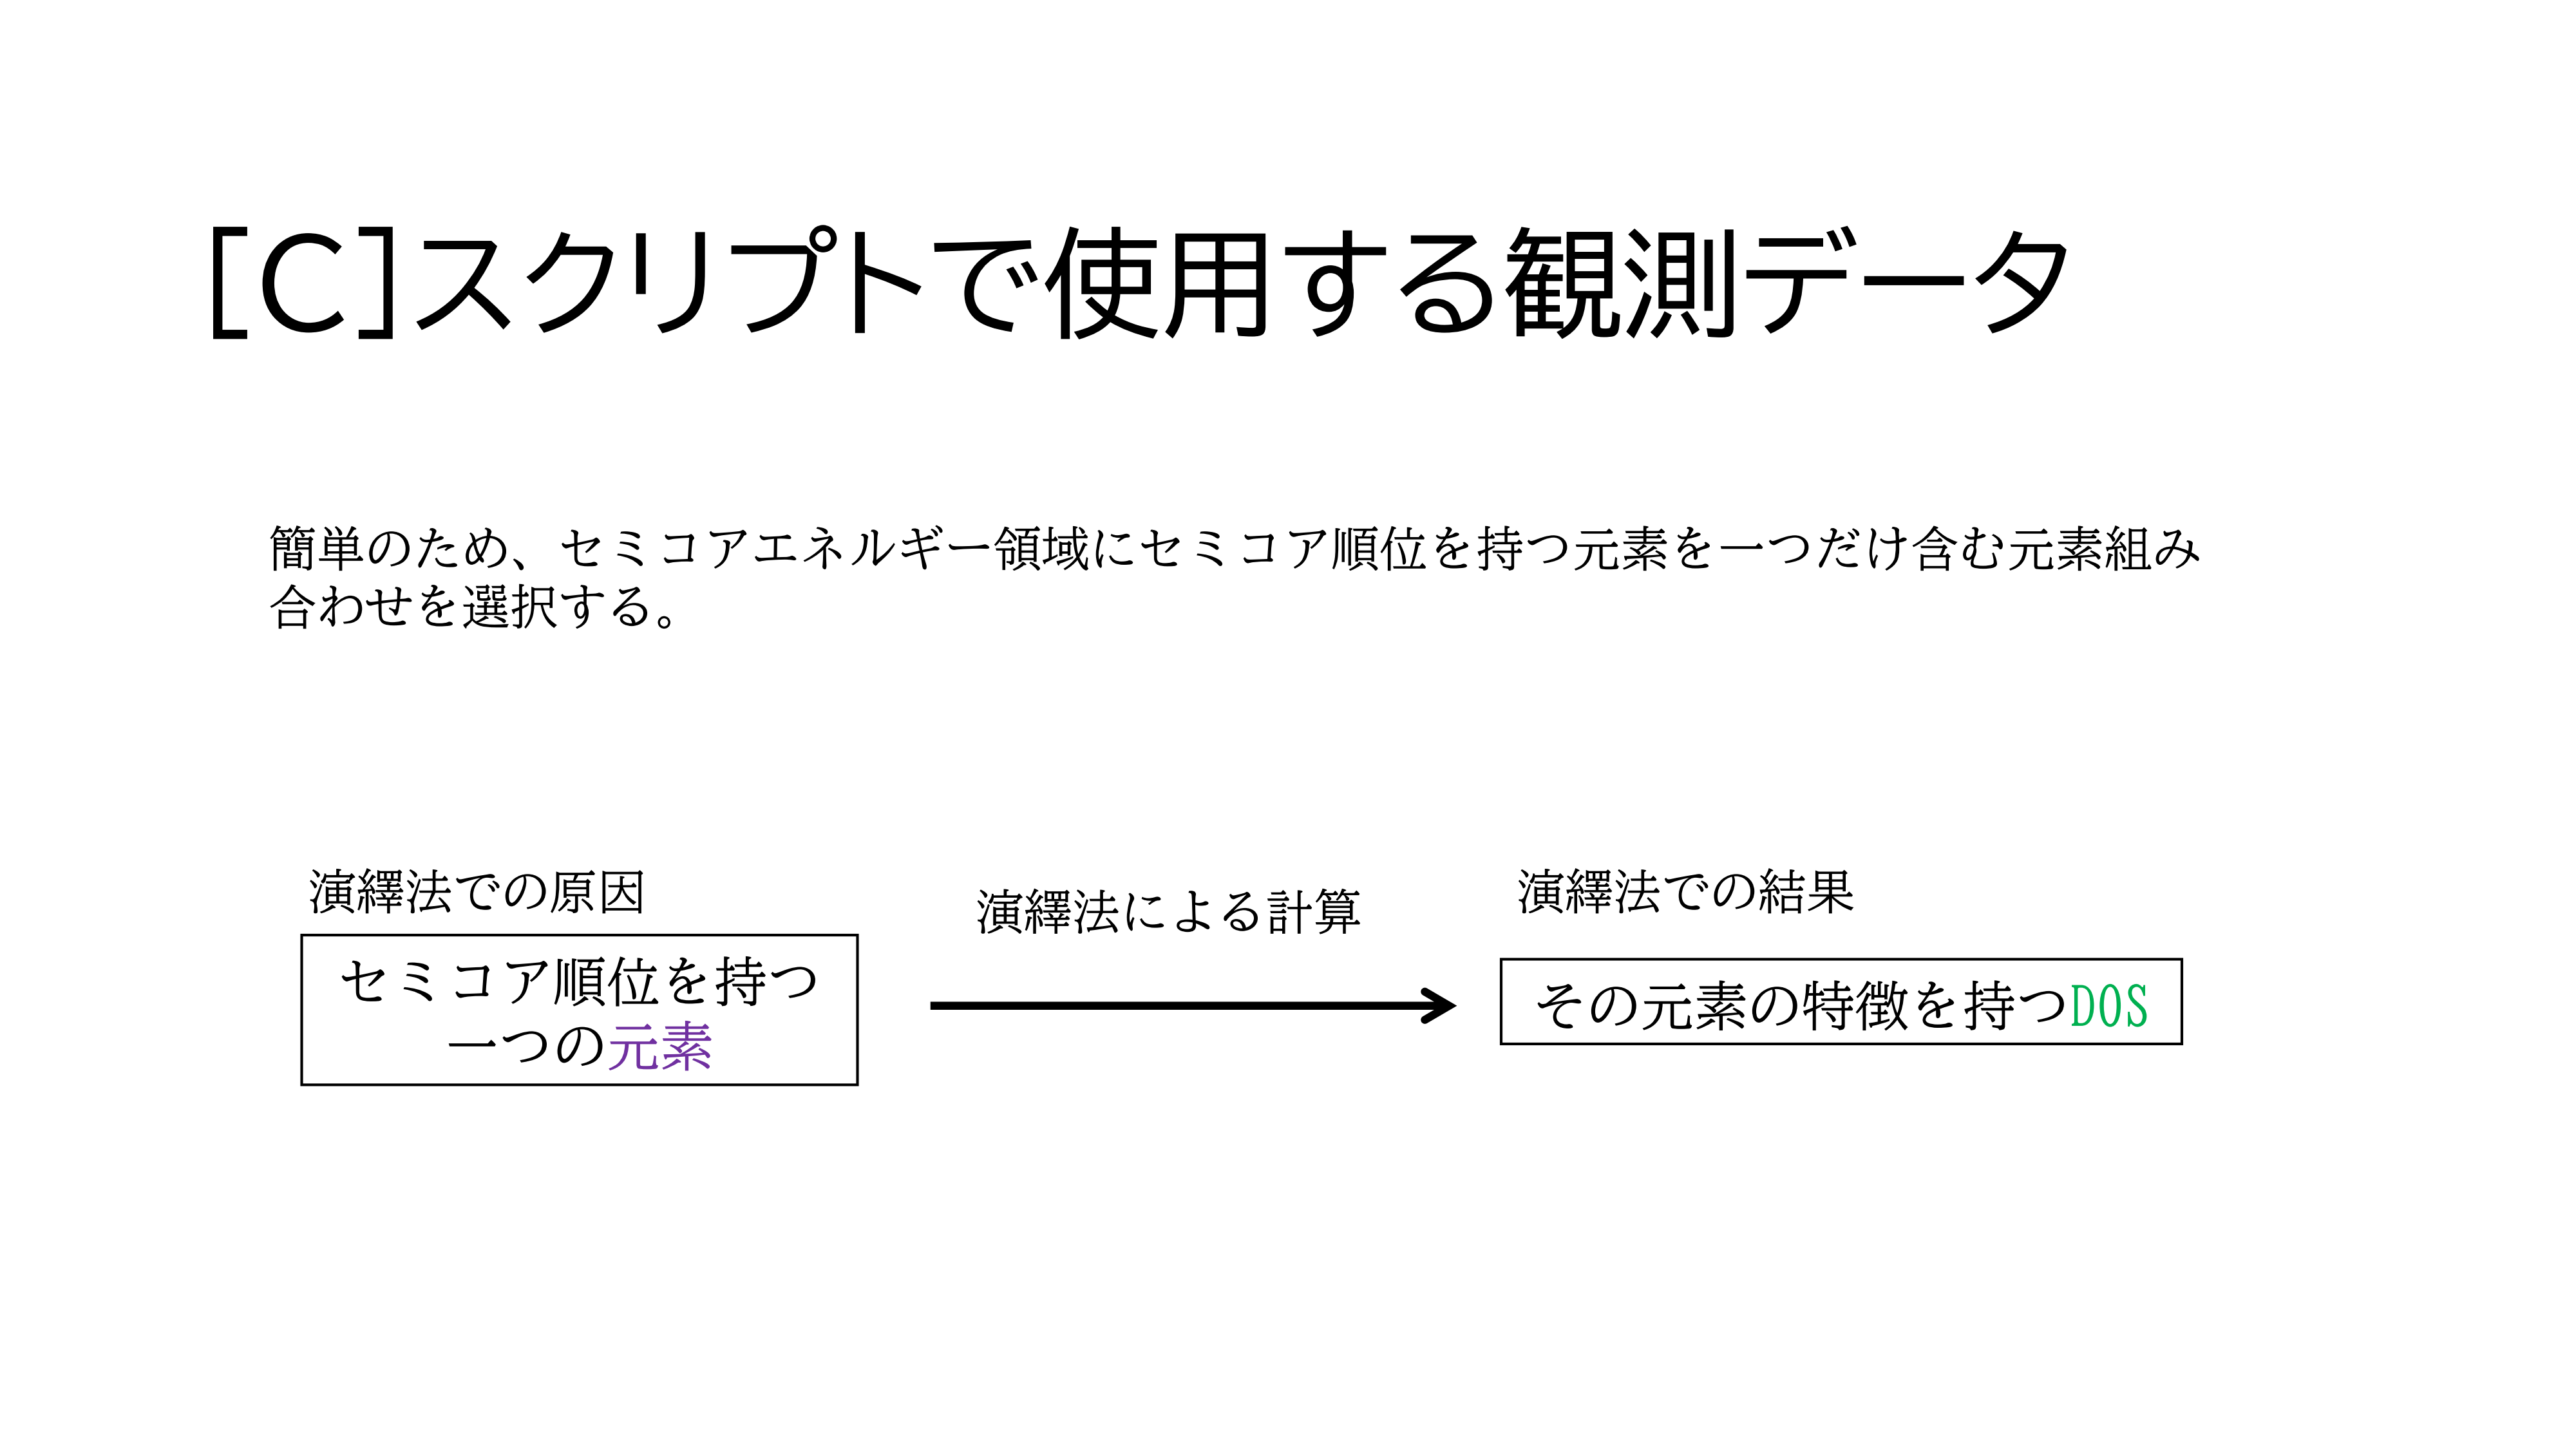 [C]スクリプトで使用する観測データ
簡単のため、セミコアエネルギー領域にセミコア順位を持つ元素を一つだけ含む元素組み
合わせを選択する。
演繹法での原因
セミコア順位を持つ
一つの元素
演繹法による計算
演繹法での結果
その元素の特徴を持つDOS